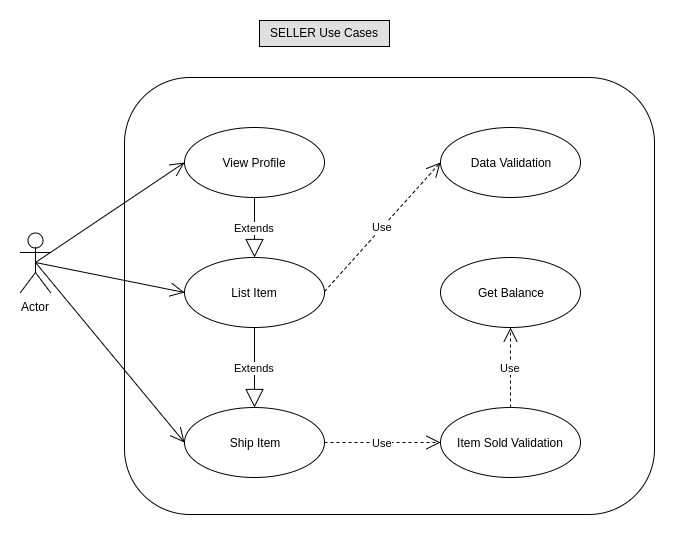 SELLER Use Cases
View Profile
Data Validation
Extends
Use
List Item
Get Balance
Actor
Extends
Use
Ship Item
Use
Item Sold Validation